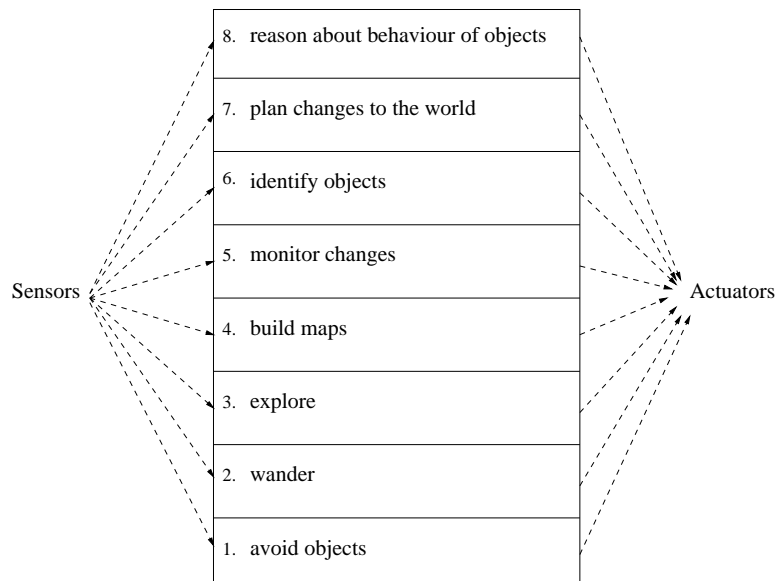 8. reason about behaviour of objects
7. plan changes to the world
6. identify objects
5. monitor changes
Sensors
Actuators
4. build maps
3. explore
2. wander
1. avoid objects